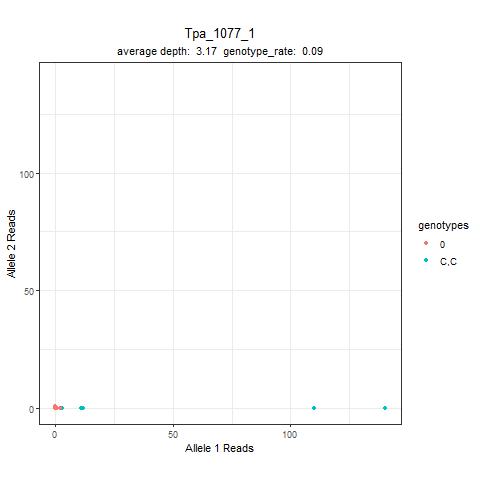 Tpa_1077_1
average depth:  3.17  genotype_rate:  0.09
100
50
0
0
50
100
Allele 2 Reads
Allele 1 Reads
genotypes
0
C,C